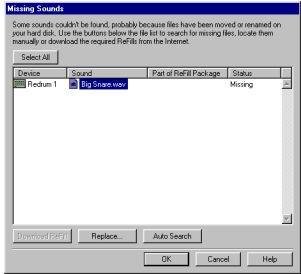 Missing Sounds
Some sounds couldn't be found, probably because files have been moved or renamed on
your hard disk. Use the buttons below the file list to search for missing files, locate them
manually or download the required ReFills from the Internet.
Select All
Device Sound Part of ReFill Package Status
Redrum 1 Big Snare.wav Missing
Download ReFill Replace... Auto Search
OK Cancel Help